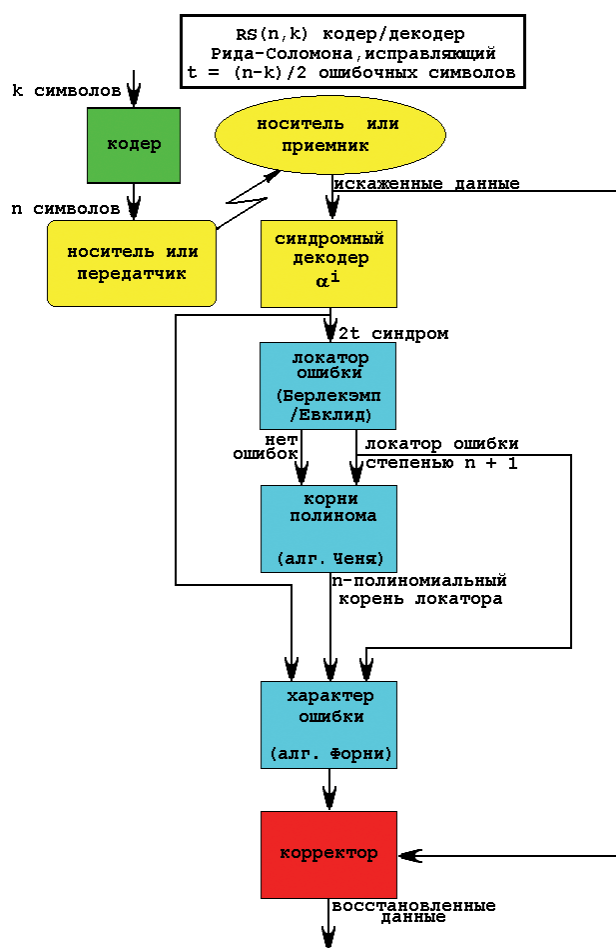 RS(n,k) кодер/декодер
Рида-Соломона,исправляющий
t = (n-k)/2 ошибочных символов
k символов
кодер
n символов
носитель или
передатчик
носитель или
приемник
искаженные данные
синдромный
декодер
αⁱ
2t синдром
локатор
ошибки
(Берлекэмп
/Евклид)
нет
ошибок
локатор ошибки
степенью n + 1
корни
полинома
(алг. Ченя)
n-полиномиальный
корень локатора
характер
ошибки
(алг. Форни)
корректор
восстановленные
данные